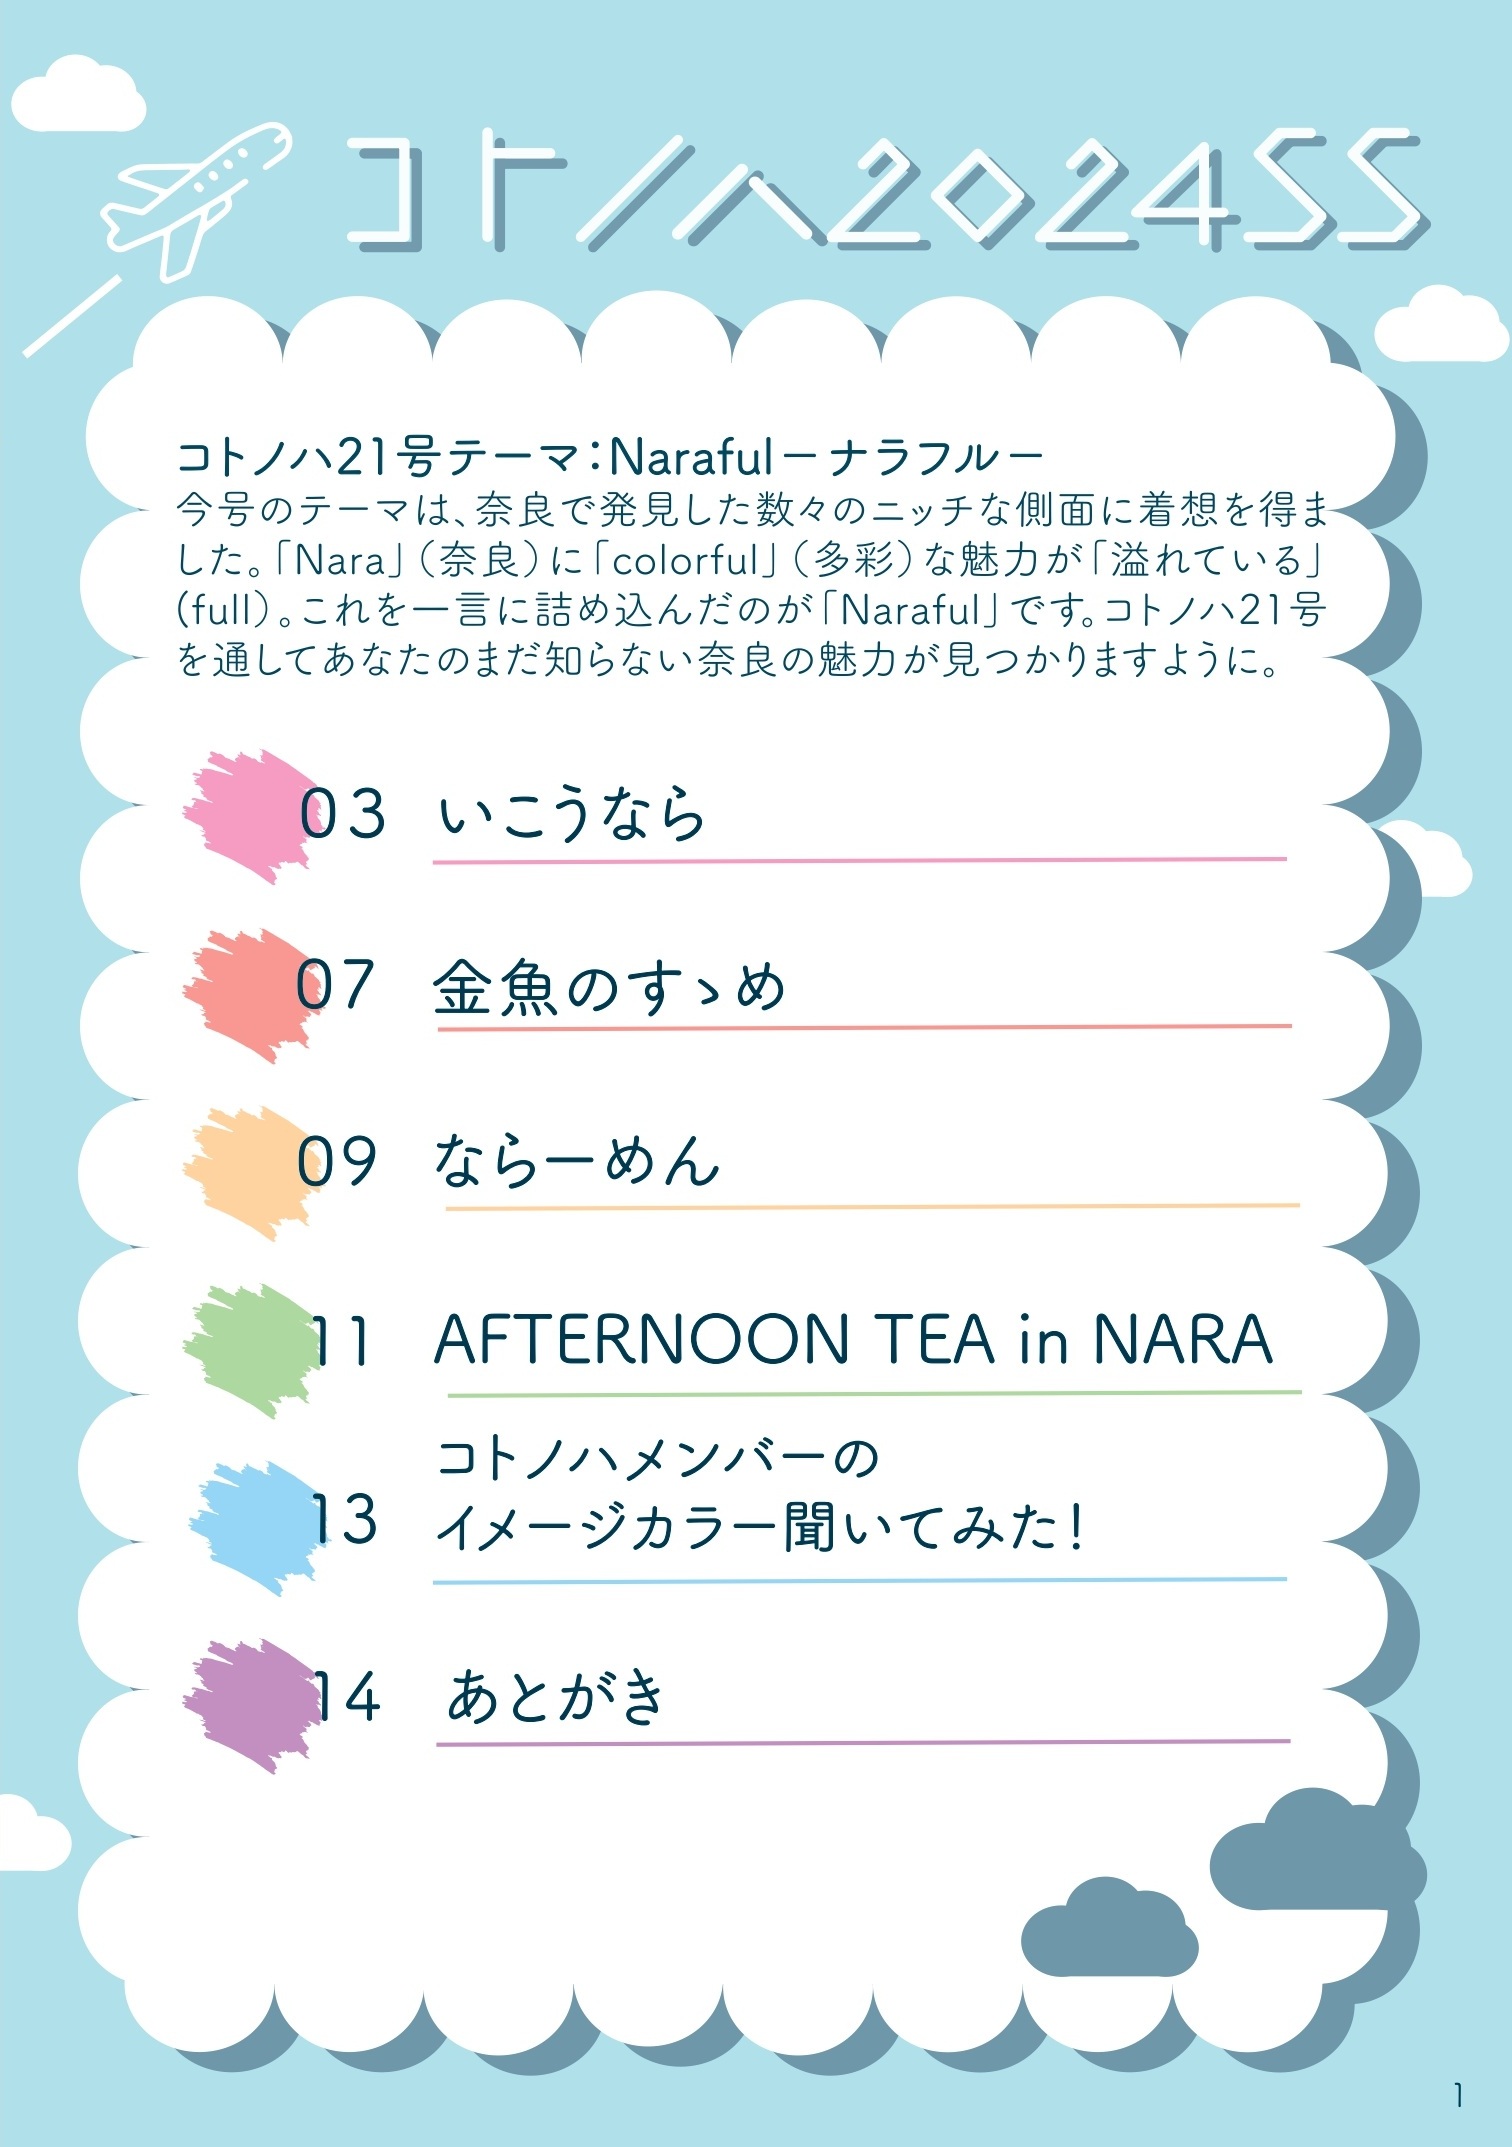 コトノハ2024SS
コトノハ21号テーマ：Naraful－ナラフル－
今号のテーマは、奈良で発見した数々のニッチな側面に着想を得ま
した。「Nara」（奈良）に「colorful」（多彩）な魅力が「溢れている」
（full）。これを一言に詰め込んだのが「Naraful」です。コトノハ21号
を通してあなたのまだ知らない奈良の魅力が見つかりますように。
03 いこうなら
07 金魚のすゝめ
09 ならーめん
11 AFTERNOON TEA in NARA
コトノハメンバーの
13 イメージカラー聞いてみた！
14 あとがき
1